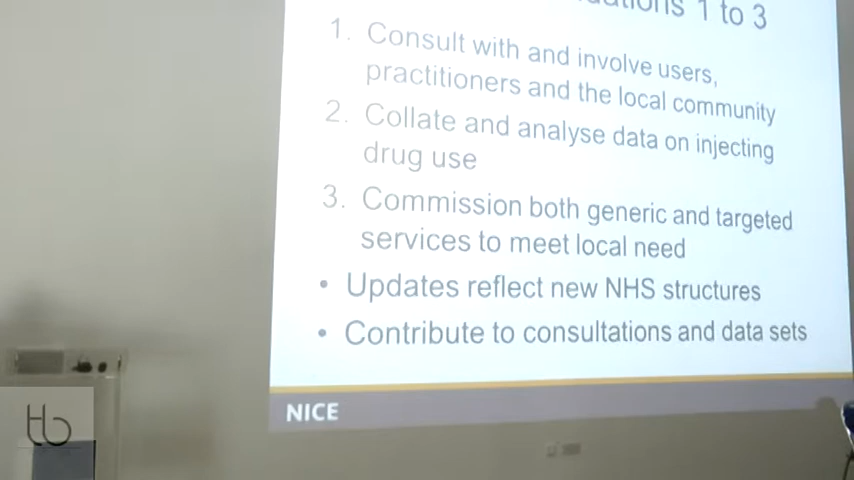 1 to 3
1. Consult with and involve users,
practitioners and the local community
2. Collate and analyse data on injecting
drug use
3. Commission both generic and targeted
services to meet local need
• Updates reflect new NHS structures
• Contribute to consultations and data sets
NICE
tb